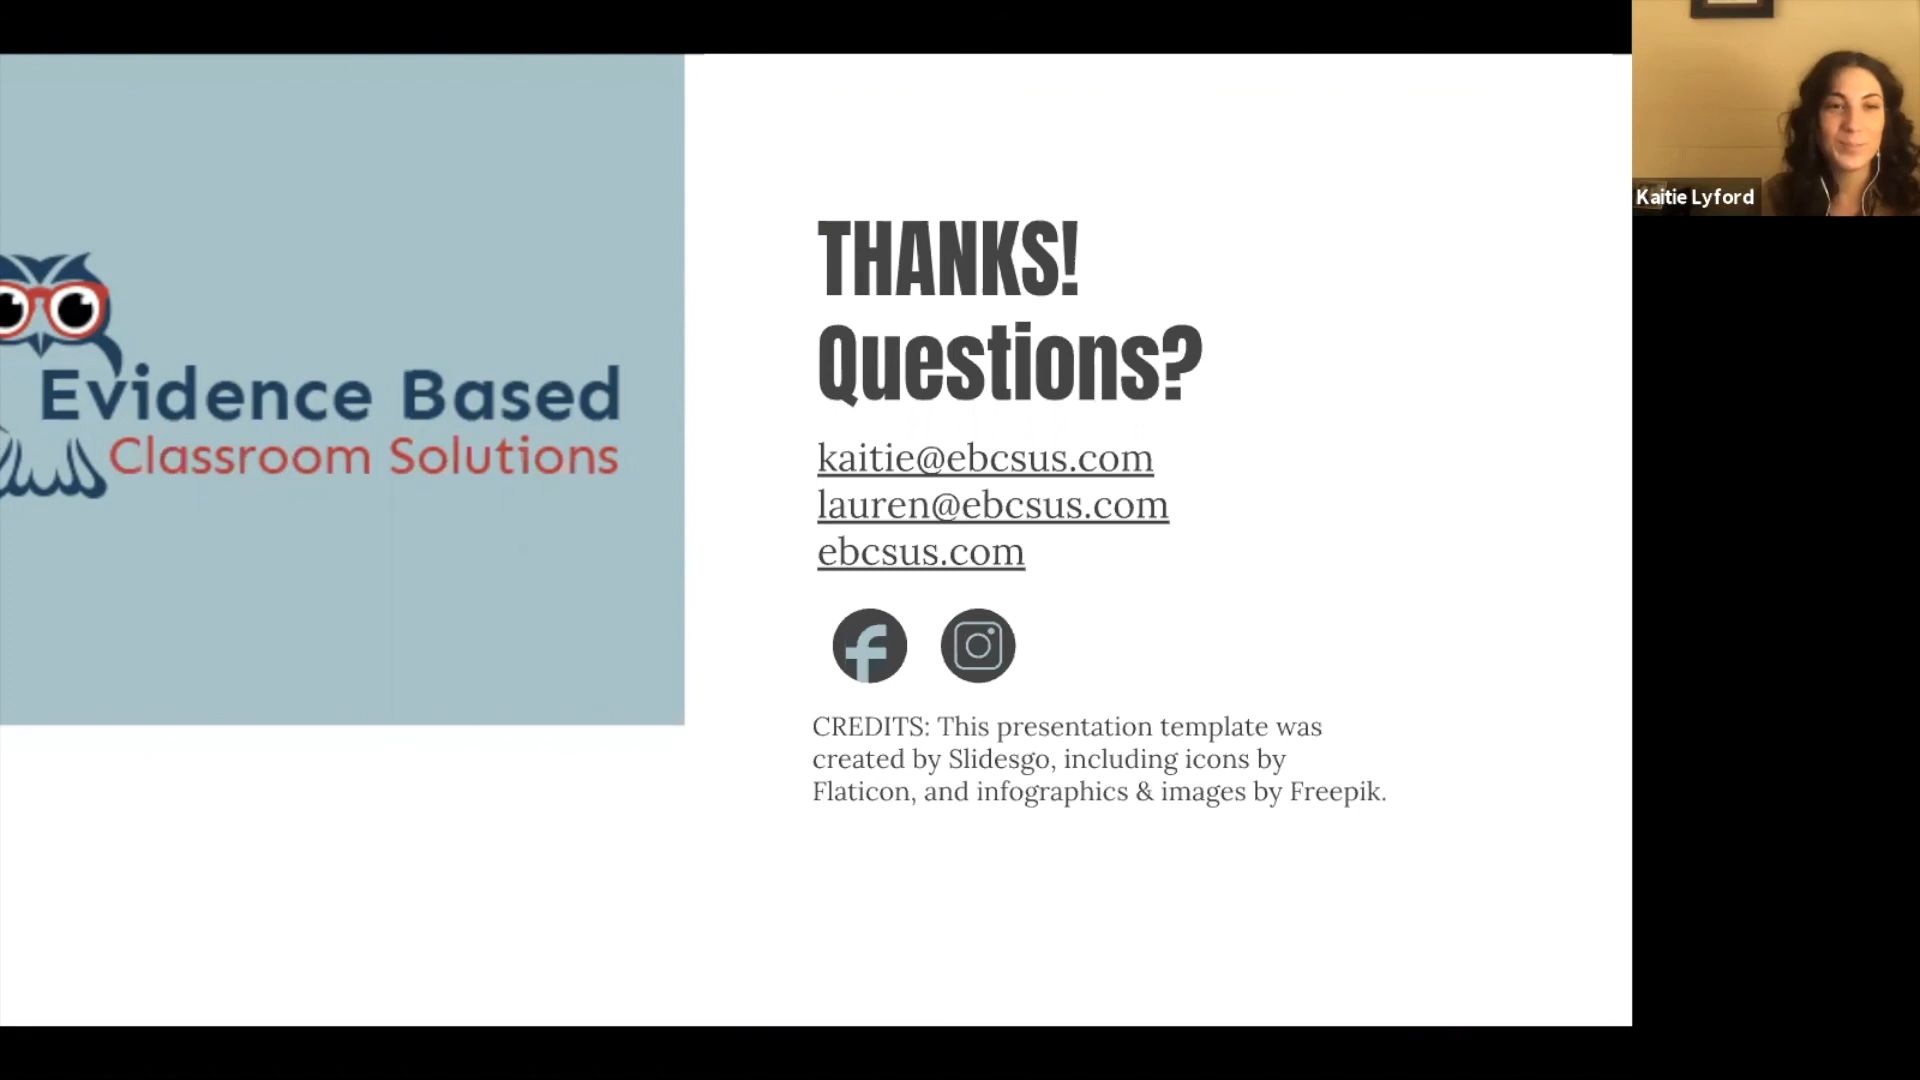 Evidence Based
Classroom Solutions
THANKS!
Questions?
kaitie@ebcsus.com
lauren@ebcsus.com
ebcsus.com
CREDITS: This presentation template was
created by Slidesgo, including icons by
Flaticon, and infographics & images by Freepik.
Kaitie Lyford